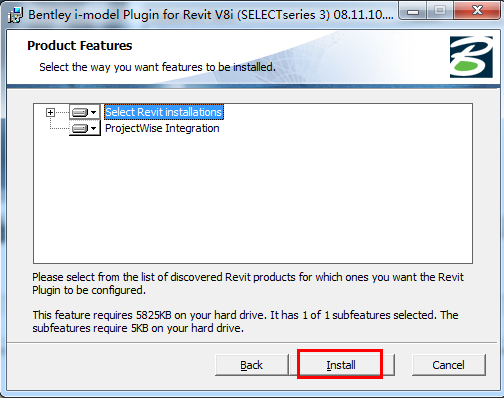 Bentley i-model Plugin for Revit V8i (SELECTseries 3) 08.11.10....
Product Features
Select the way you want features to be installed.
Select Revit installations
ProjectWise Integration
Please select from the list of discovered Revit products for which ones you want the Revit
Plugin to be configured.
This feature requires 5825KB on your hard drive. It has 1 of 1 subfeatures selected. The
subfeatures require 5KB on your hard drive.
Back Install Cancel